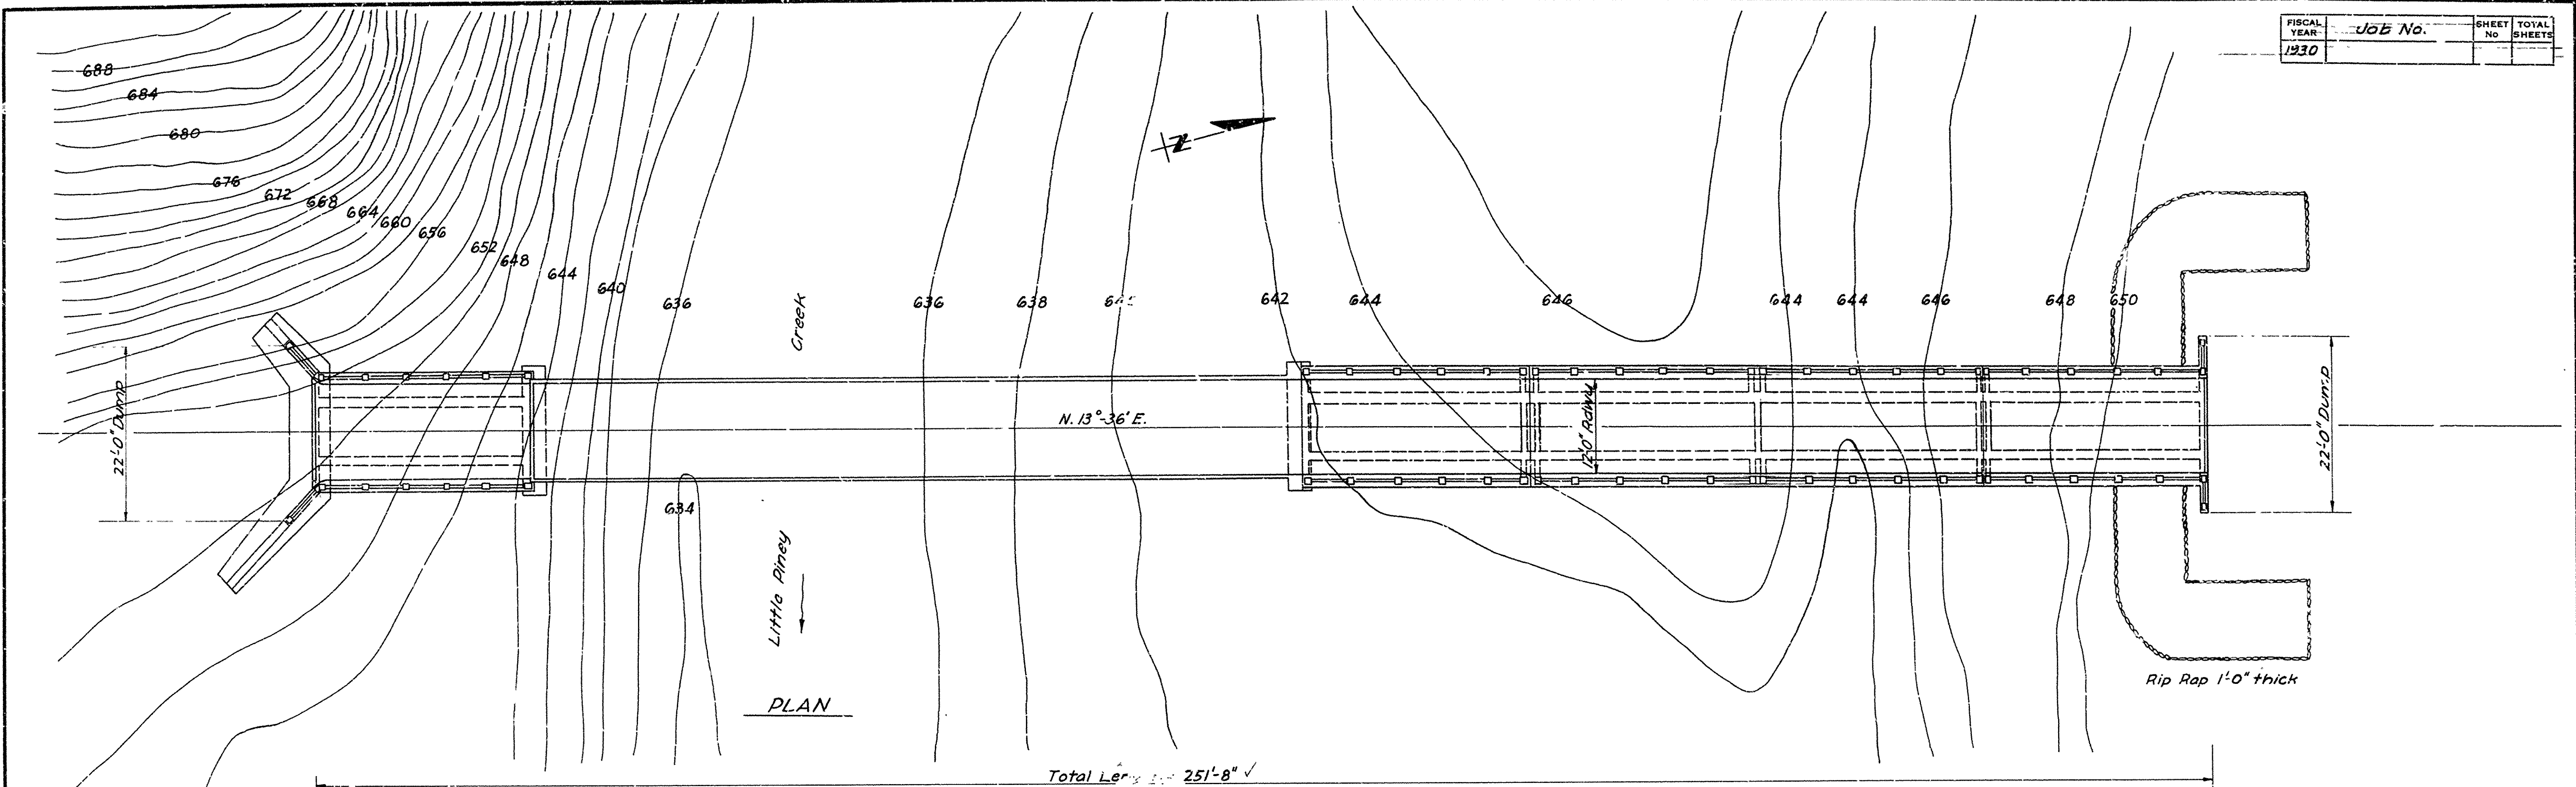 FISCAL YEAR
JOB No.
SHEET No
TOTAL SHEETS
1930
688
684
680
676
672
668
664
660
656
652
648
644
640
636
Creek
636
638
642
644
646
644
644
646
648
650
N
22'-0" Dump
N. 13°-36' E.
12'-0" Rdwy.
22'-0" Dump
634
Little Piney
Rip Rap 1'-0" thick
PLAN
Total 251'-8" ✓